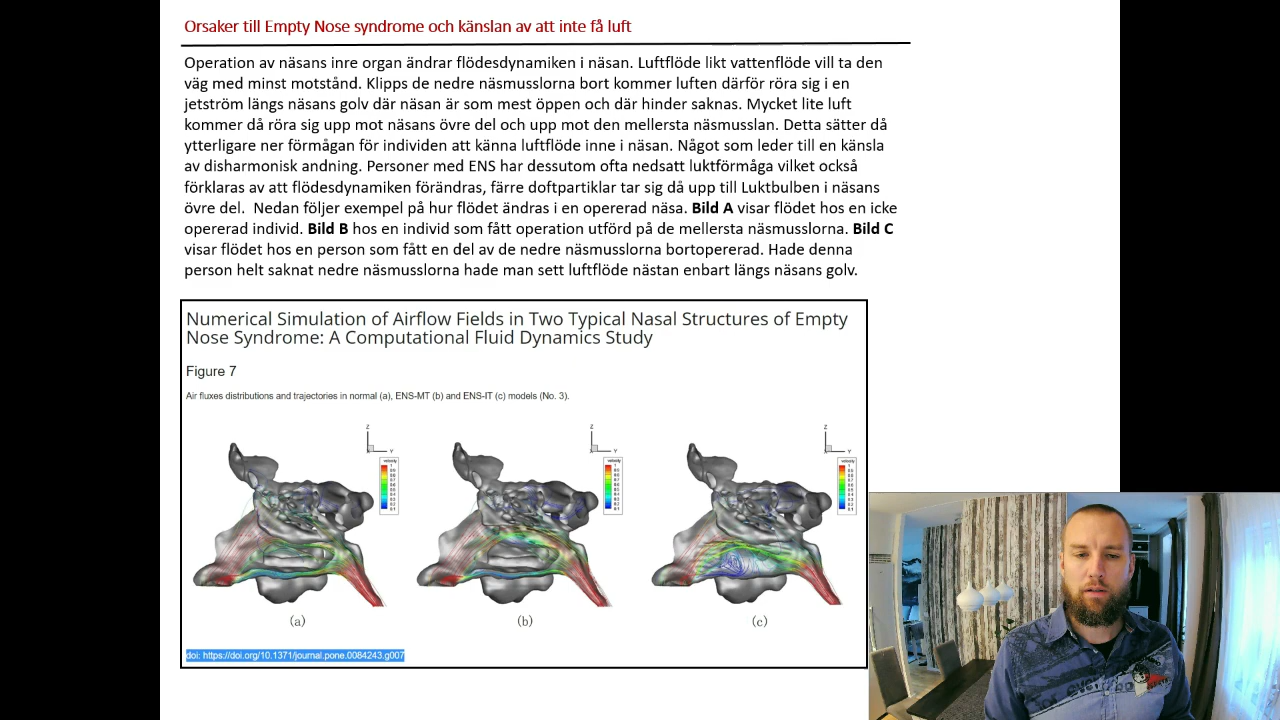 Orsaker till Empty Nose syndrome och känslan av att inte få luft
Operation av näsans inre organ ändrar flödesdynamiken i näsan. Luftflöde likt vattenflöde vill ta den
väg med minst motstånd. Klipps de nedre näsmusslorna bort kommer luften därför röra sig i en
jetström längs näsans golv där näsan är som mest öppen och där hinder saknas. Mycket lite luft
kommer då röra sig upp mot näsans övre del och upp mot den mellersta näsmusslan. Detta sätter då
ytterligare ner förmågan för individen att känna luftflöde inne i näsan. Något som leder till en känsla
av disharmonisk andning. Personer med ENS har dessutom ofta nedsatt luktförmåga vilket också
förklaras av att flödesdynamiken förändras, färre doftpartiklar tar sig då upp till Luktbulben i näsans
övre del.  Nedan följer exempel på hur flödet ändras i en opererad näsa. Bild A visar flödet hos en icke
opererad individ. Bild B hos en individ som fått operation utförd på de mellersta näsmusslorna. Bild C
visar flödet hos en person som fått en del av de nedre näsmusslorna bortopererad. Hade denna
person helt saknat nedre näsmusslorna hade man sett luftflöde nästan enbart längs näsans golv.
Numerical Simulation of Airflow Fields in Two Typical Nasal Structures of Empty
Nose Syndrome: A Computational Fluid Dynamics Study
Figure 7
Air fluxes distributions and trajectories in normal (a), ENS-MT (b) and ENS-IT (c) models (No. 3).
Z
Y
velocity
Z
Y
velocity
Z
Y
velocity
(a)
(b)
(c)
doi: https://doi.org/10.1371/journal.pone.0084243.g007